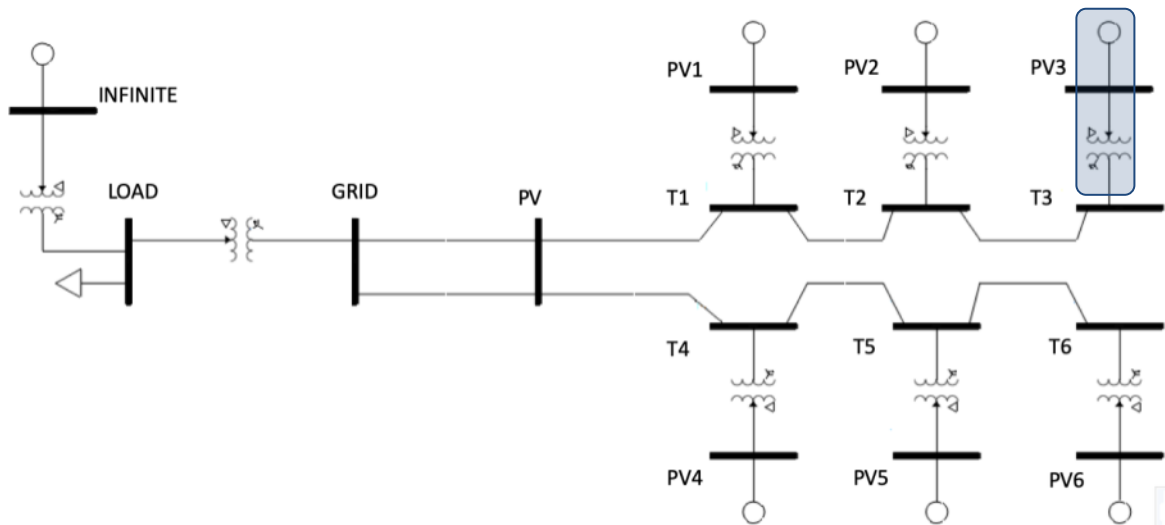 INFINITE
LOAD
GRID
PV
PV1
PV2
PV3
T1
T2
T3
T4
T5
T6
PV4
PV5
PV6